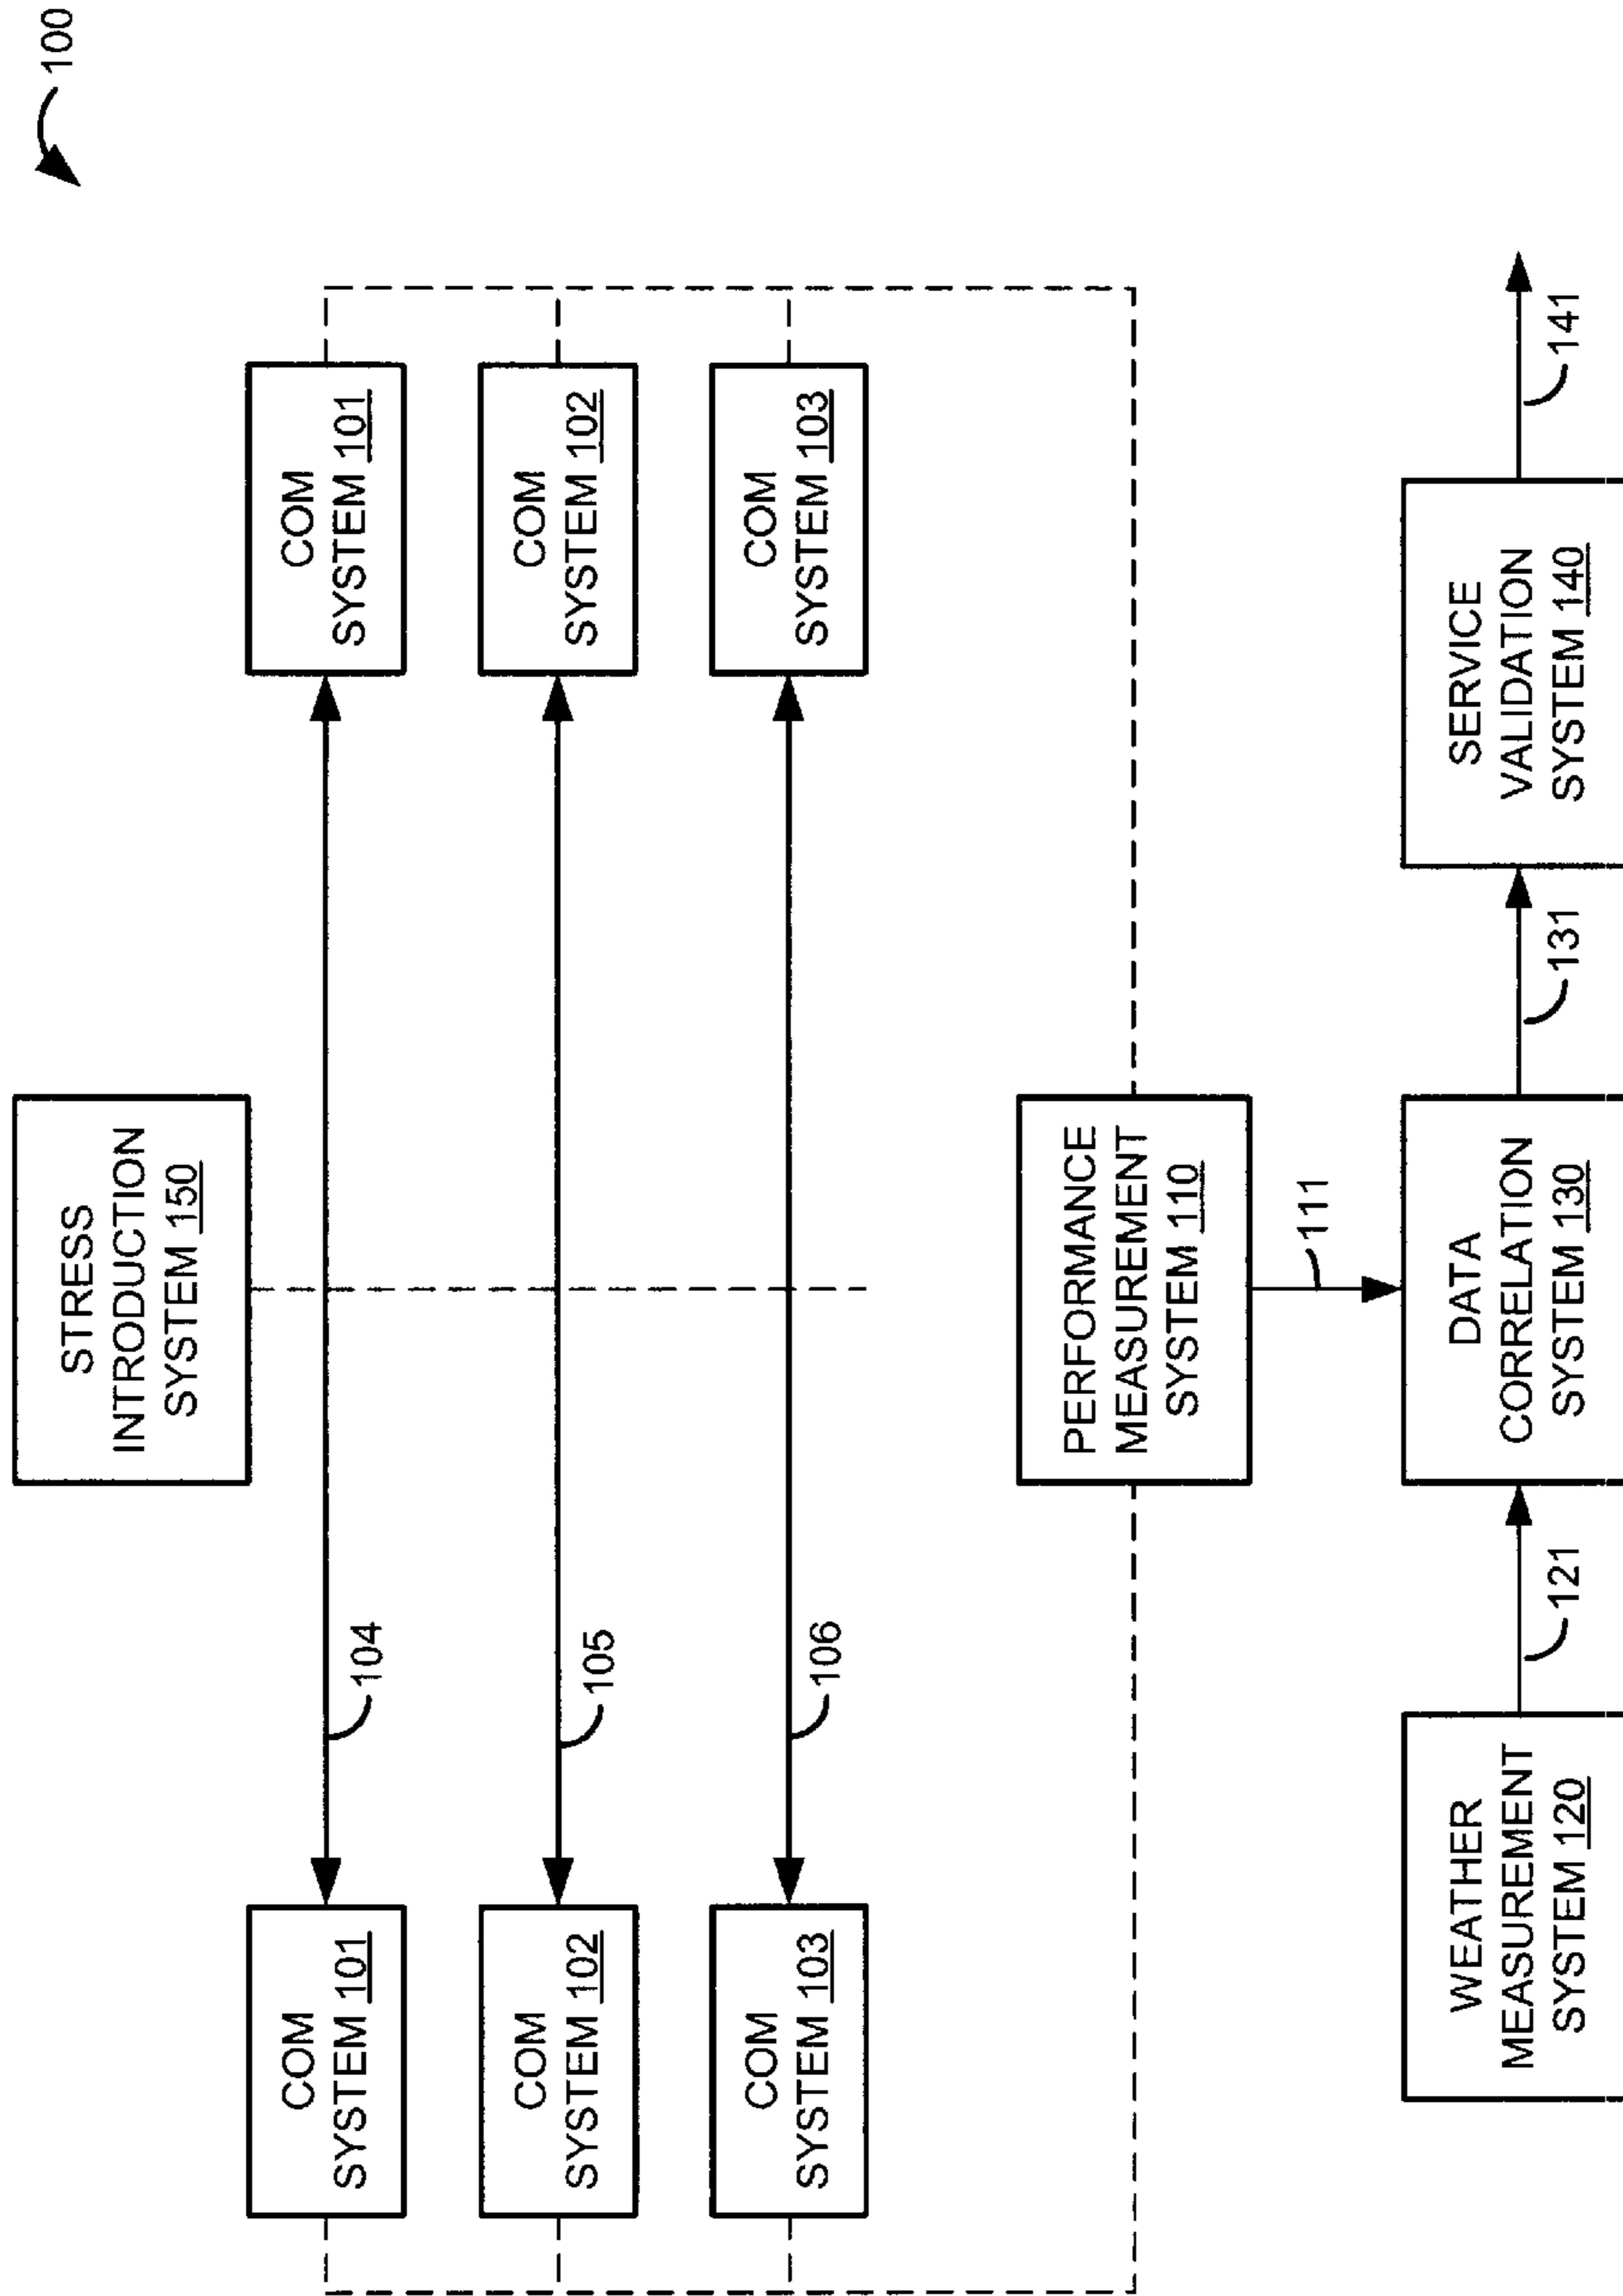 100
STRESS
INTRODUCTION
SYSTEM 150
COM
SYSTEM 101
104
COM
SYSTEM 101
COM
SYSTEM 102
105
COM
SYSTEM 102
COM
SYSTEM 103
106
COM
SYSTEM 103
PERFORMANCE
MEASUREMENT
SYSTEM 110
111
WEATHER
MEASUREMENT
SYSTEM 120
121
DATA
CORRELATION
SYSTEM 130
131
SERVICE
VALIDATION
SYSTEM 140
141